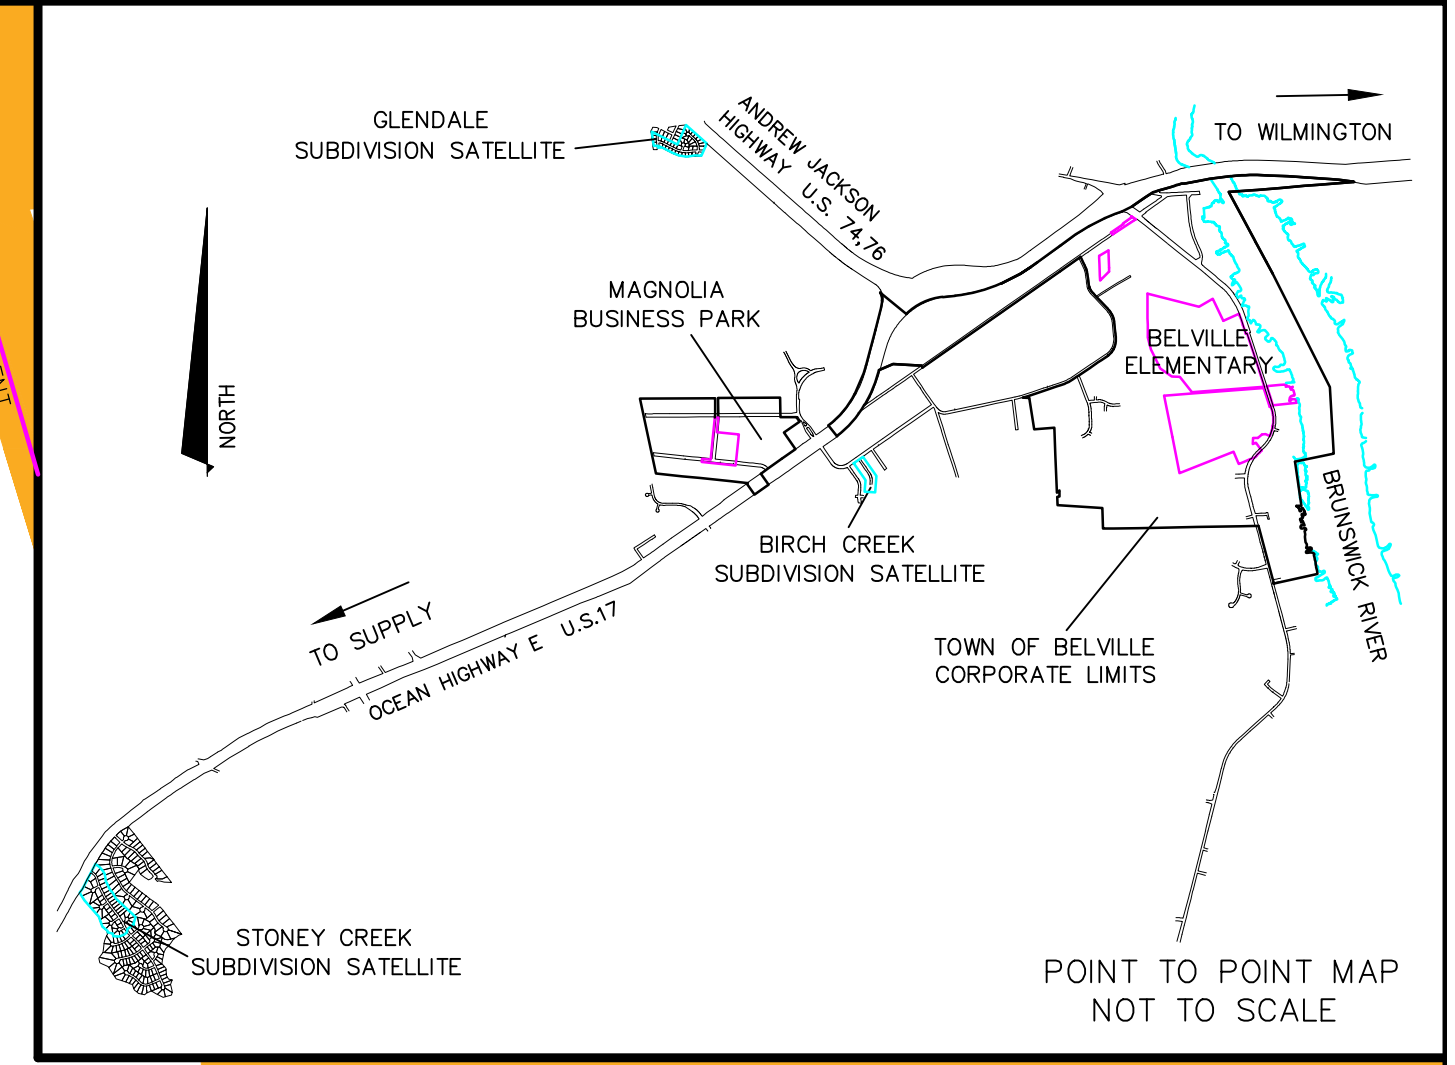 GLENDALE
SUBDIVISION SATELLITE
ANDREW JACKSON
HIGHWAY U.S. 74,76
TO WILMINGTON
MAGNOLIA
BUSINESS PARK
BELVILLE
ELEMENTARY
NORTH
BIRCH CREEK
SUBDIVISION SATELLITE
BRUNSWICK RIVER
TO SUPPLY
OCEAN HIGHWAY E U.S.17
TOWN OF BELVILLE
CORPORATE LIMITS
STONEY CREEK
SUBDIVISION SATELLITE
POINT TO POINT MAP
NOT TO SCALE